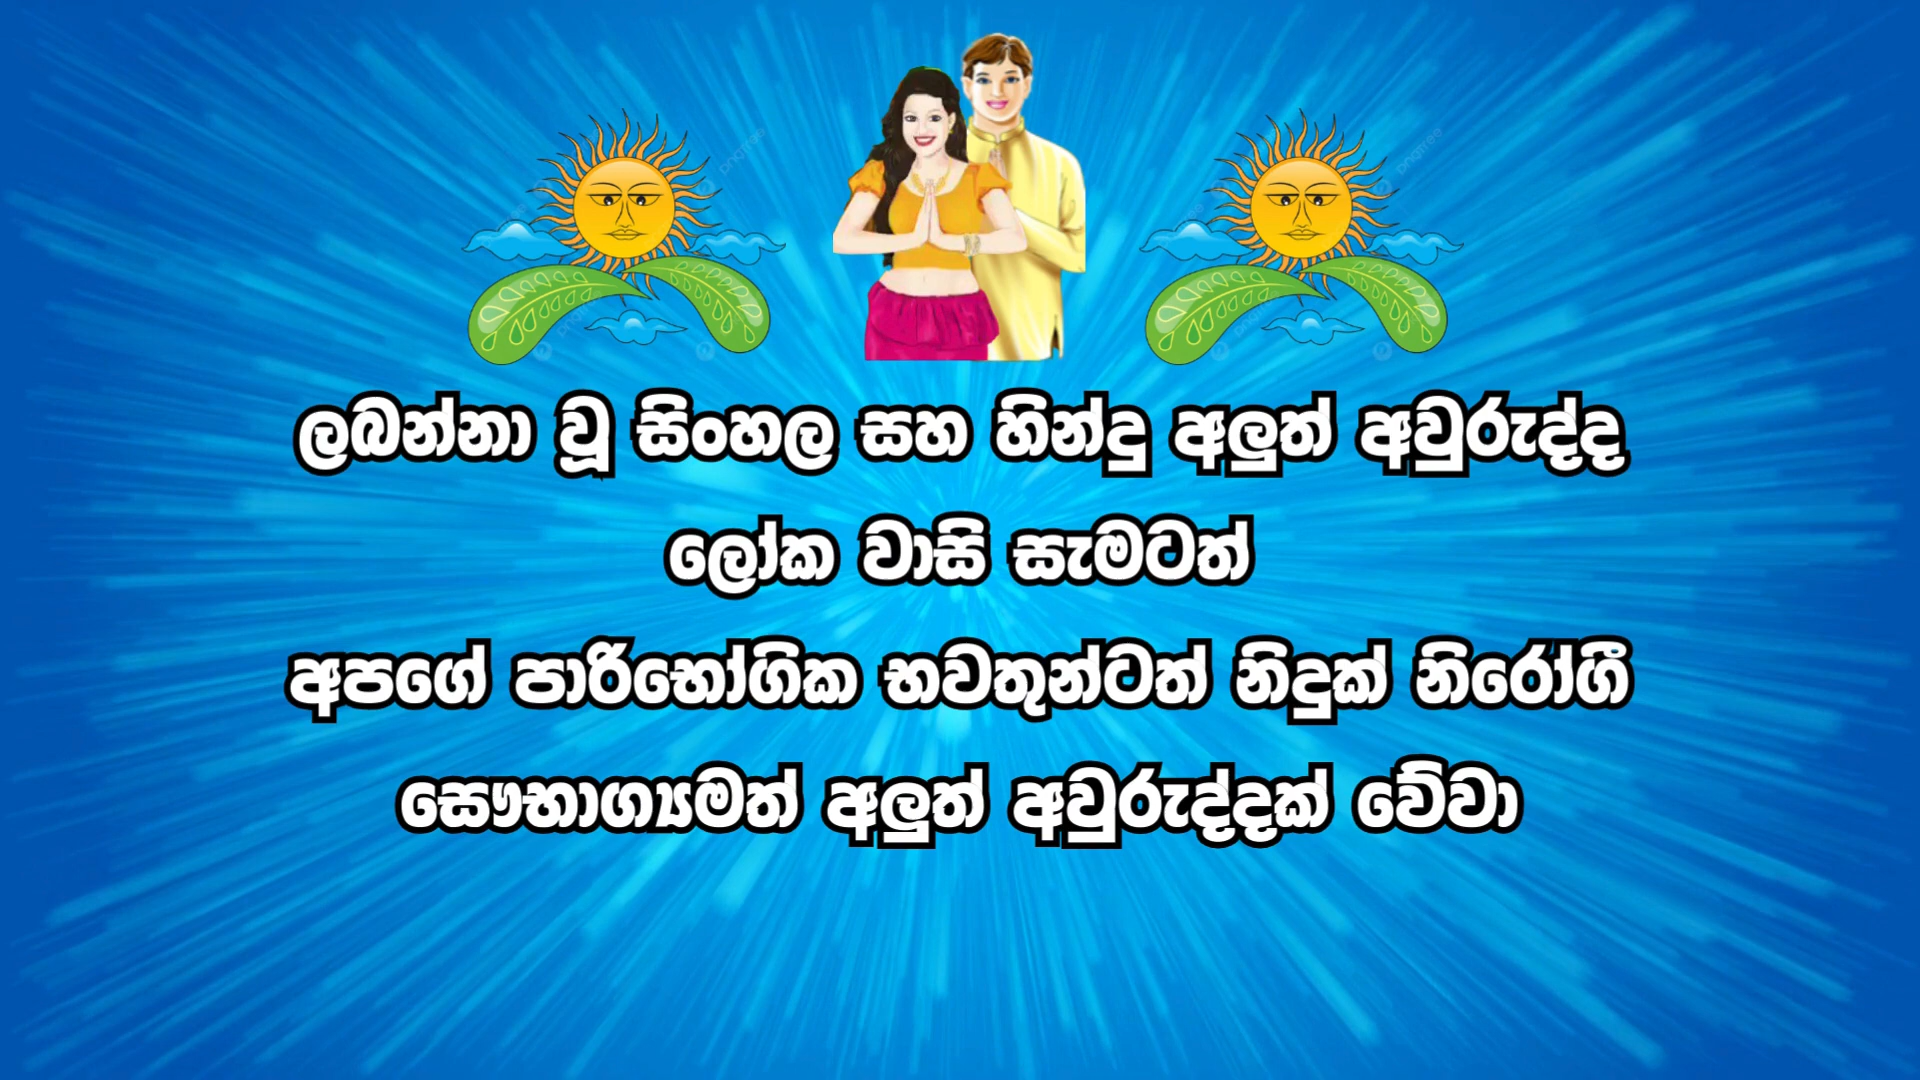 ලබන්නා වූ සිංහල සහ හින්දු අලුත් අවුරුද්ද
ලෝක වාසි සැමටත්
අපගේ පාරිභෝගික භවතුන්ටත් නිදුක් නිරෝගී
සෞභාග්‍යමත් අලුත් අවුරුද්දක් වේවා